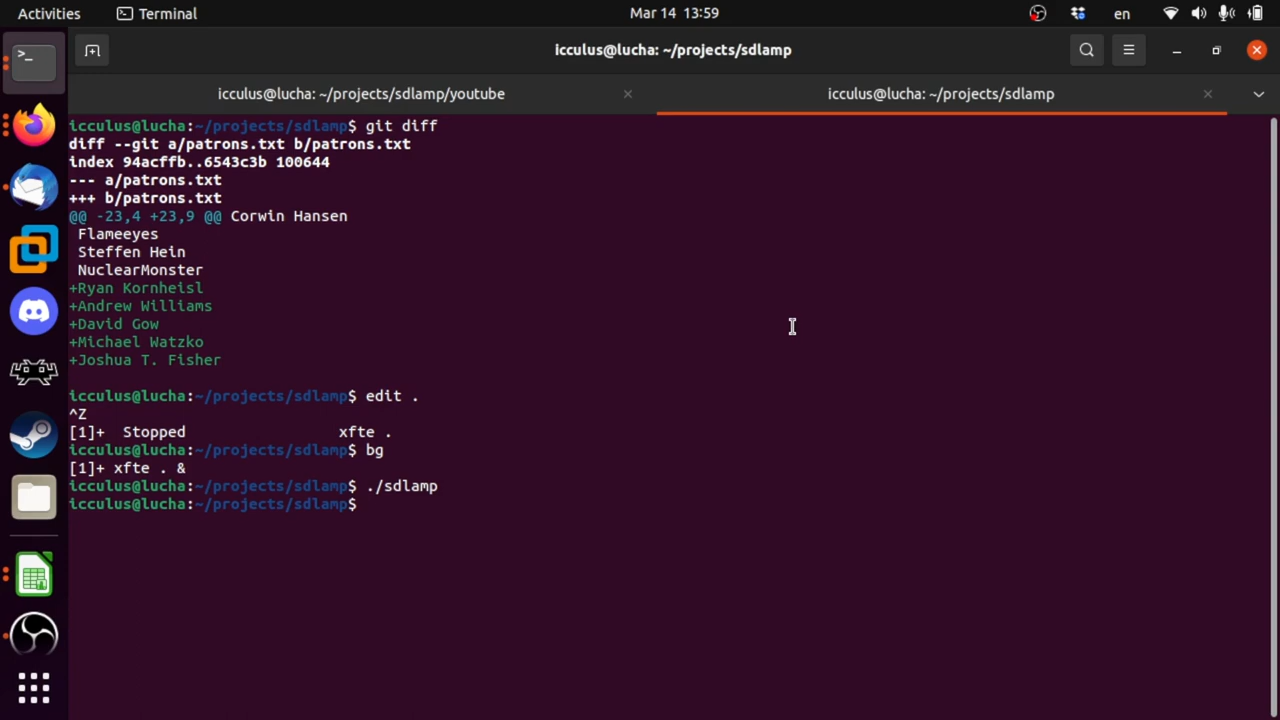 Activities
Terminal
Mar 14 13:59
en
icculus@lucha: ~/projects/sdlamp
icculus@lucha: ~/projects/sdlamp/youtube
icculus@lucha: ~/projects/sdlamp
icculus@lucha:~/projects/sdlamp$ git diff
diff --git a/patrons.txt b/patrons.txt
index 94acffb..6543c3b 100644
--- a/patrons.txt
+++ b/patrons.txt
@@ -23,4 +23,9 @@ Corwin Hansen
 Flameeyes
 Steffen Hein
 NuclearMonster
+Ryan Kornheisl
+Andrew Williams
+David Gow
+Michael Watzko
+Joshua T. Fisher
icculus@lucha:~/projects/sdlamp$ edit .
^Z
[1]+  Stopped                 xfte .
icculus@lucha:~/projects/sdlamp$ bg
[1]+ xfte . &
icculus@lucha:~/projects/sdlamp$ ./sdlamp
icculus@lucha:~/projects/sdlamp$